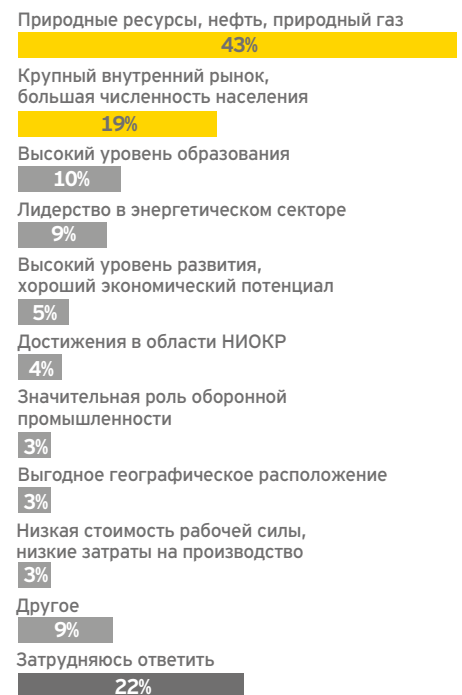 Природные ресурсы, нефть, природный газ
43%
Крупный внутренний рынок,
большая численность населения
19%
Высокий уровень образования
10%
Лидерство в энергетическом секторе
9%
Высокий уровень развития,
хороший экономический потенциал
5%
Достижения в области НИОКР
4%
Значительная роль оборонной
промышленности
3%
Выгодное географическое расположение
3%
Низкая стоимость рабочей силы,
низкие затраты на производство
3%
Другое
9%
Затрудняюсь ответить
22%